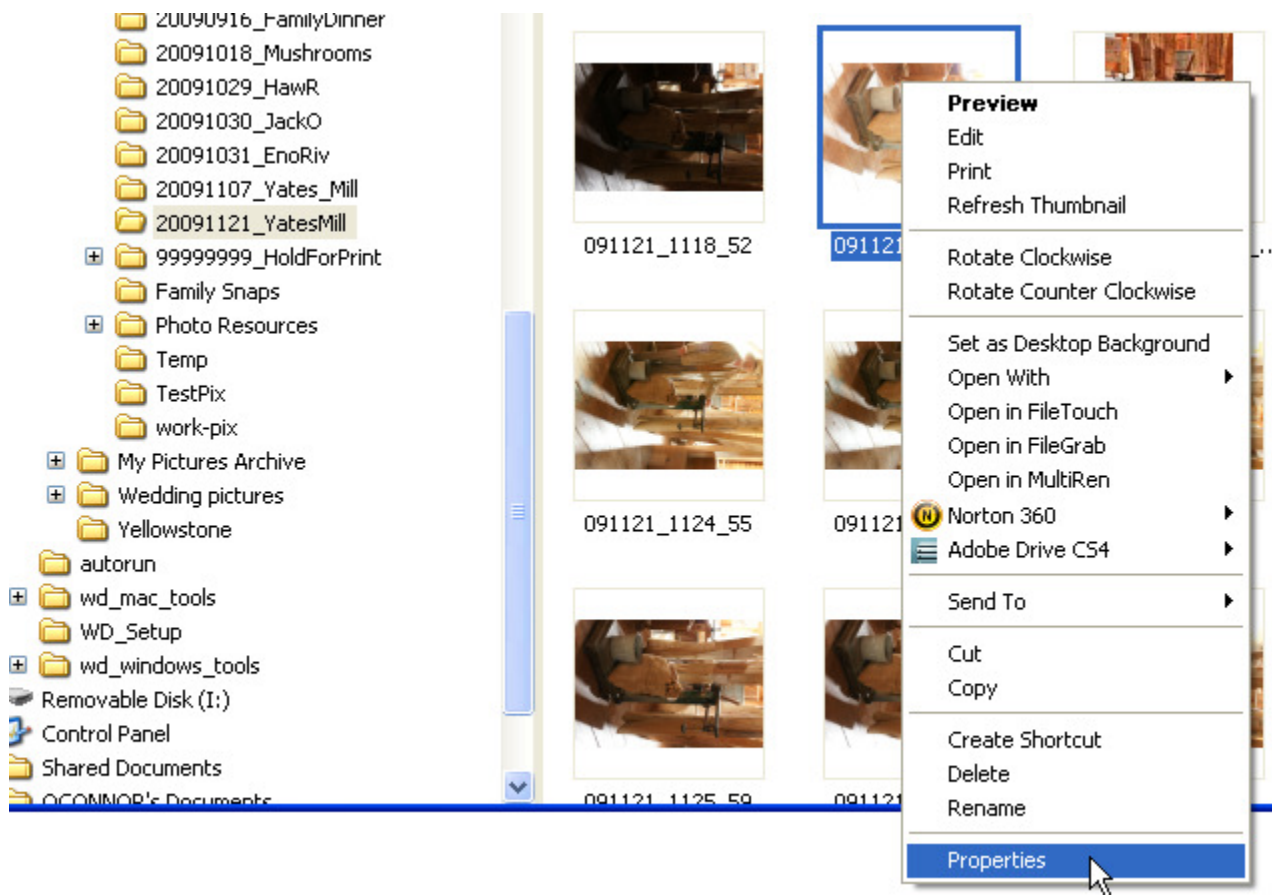 20090916_FamilyDinner
20091018_Mushrooms
20091029_HawR
20091030_JackO
20091031_EnoRiv
20091107_Yates_Mill
20091121_YatesMill
99999999_HoldForPrint
Family Snaps
Photo Resources
Temp
TestPix
work-pix
My Pictures Archive
Wedding pictures
Yellowstone
autorun
wd_mac_tools
WD_Setup
wd_windows_tools
Removable Disk (I:)
Control Panel
Shared Documents
OCONNOR's Documents
091121_1118_52
091121
091121_1124_55
091121
091121_1125_59
091121
Preview
Edit
Print
Refresh Thumbnail
Rotate Clockwise
Rotate Counter Clockwise
Set as Desktop Background
Open With
Open in FileTouch
Open in FileGrab
Open in MultiRen
Norton 360
Adobe Drive CS4
Send To
Cut
Copy
Create Shortcut
Delete
Rename
Properties